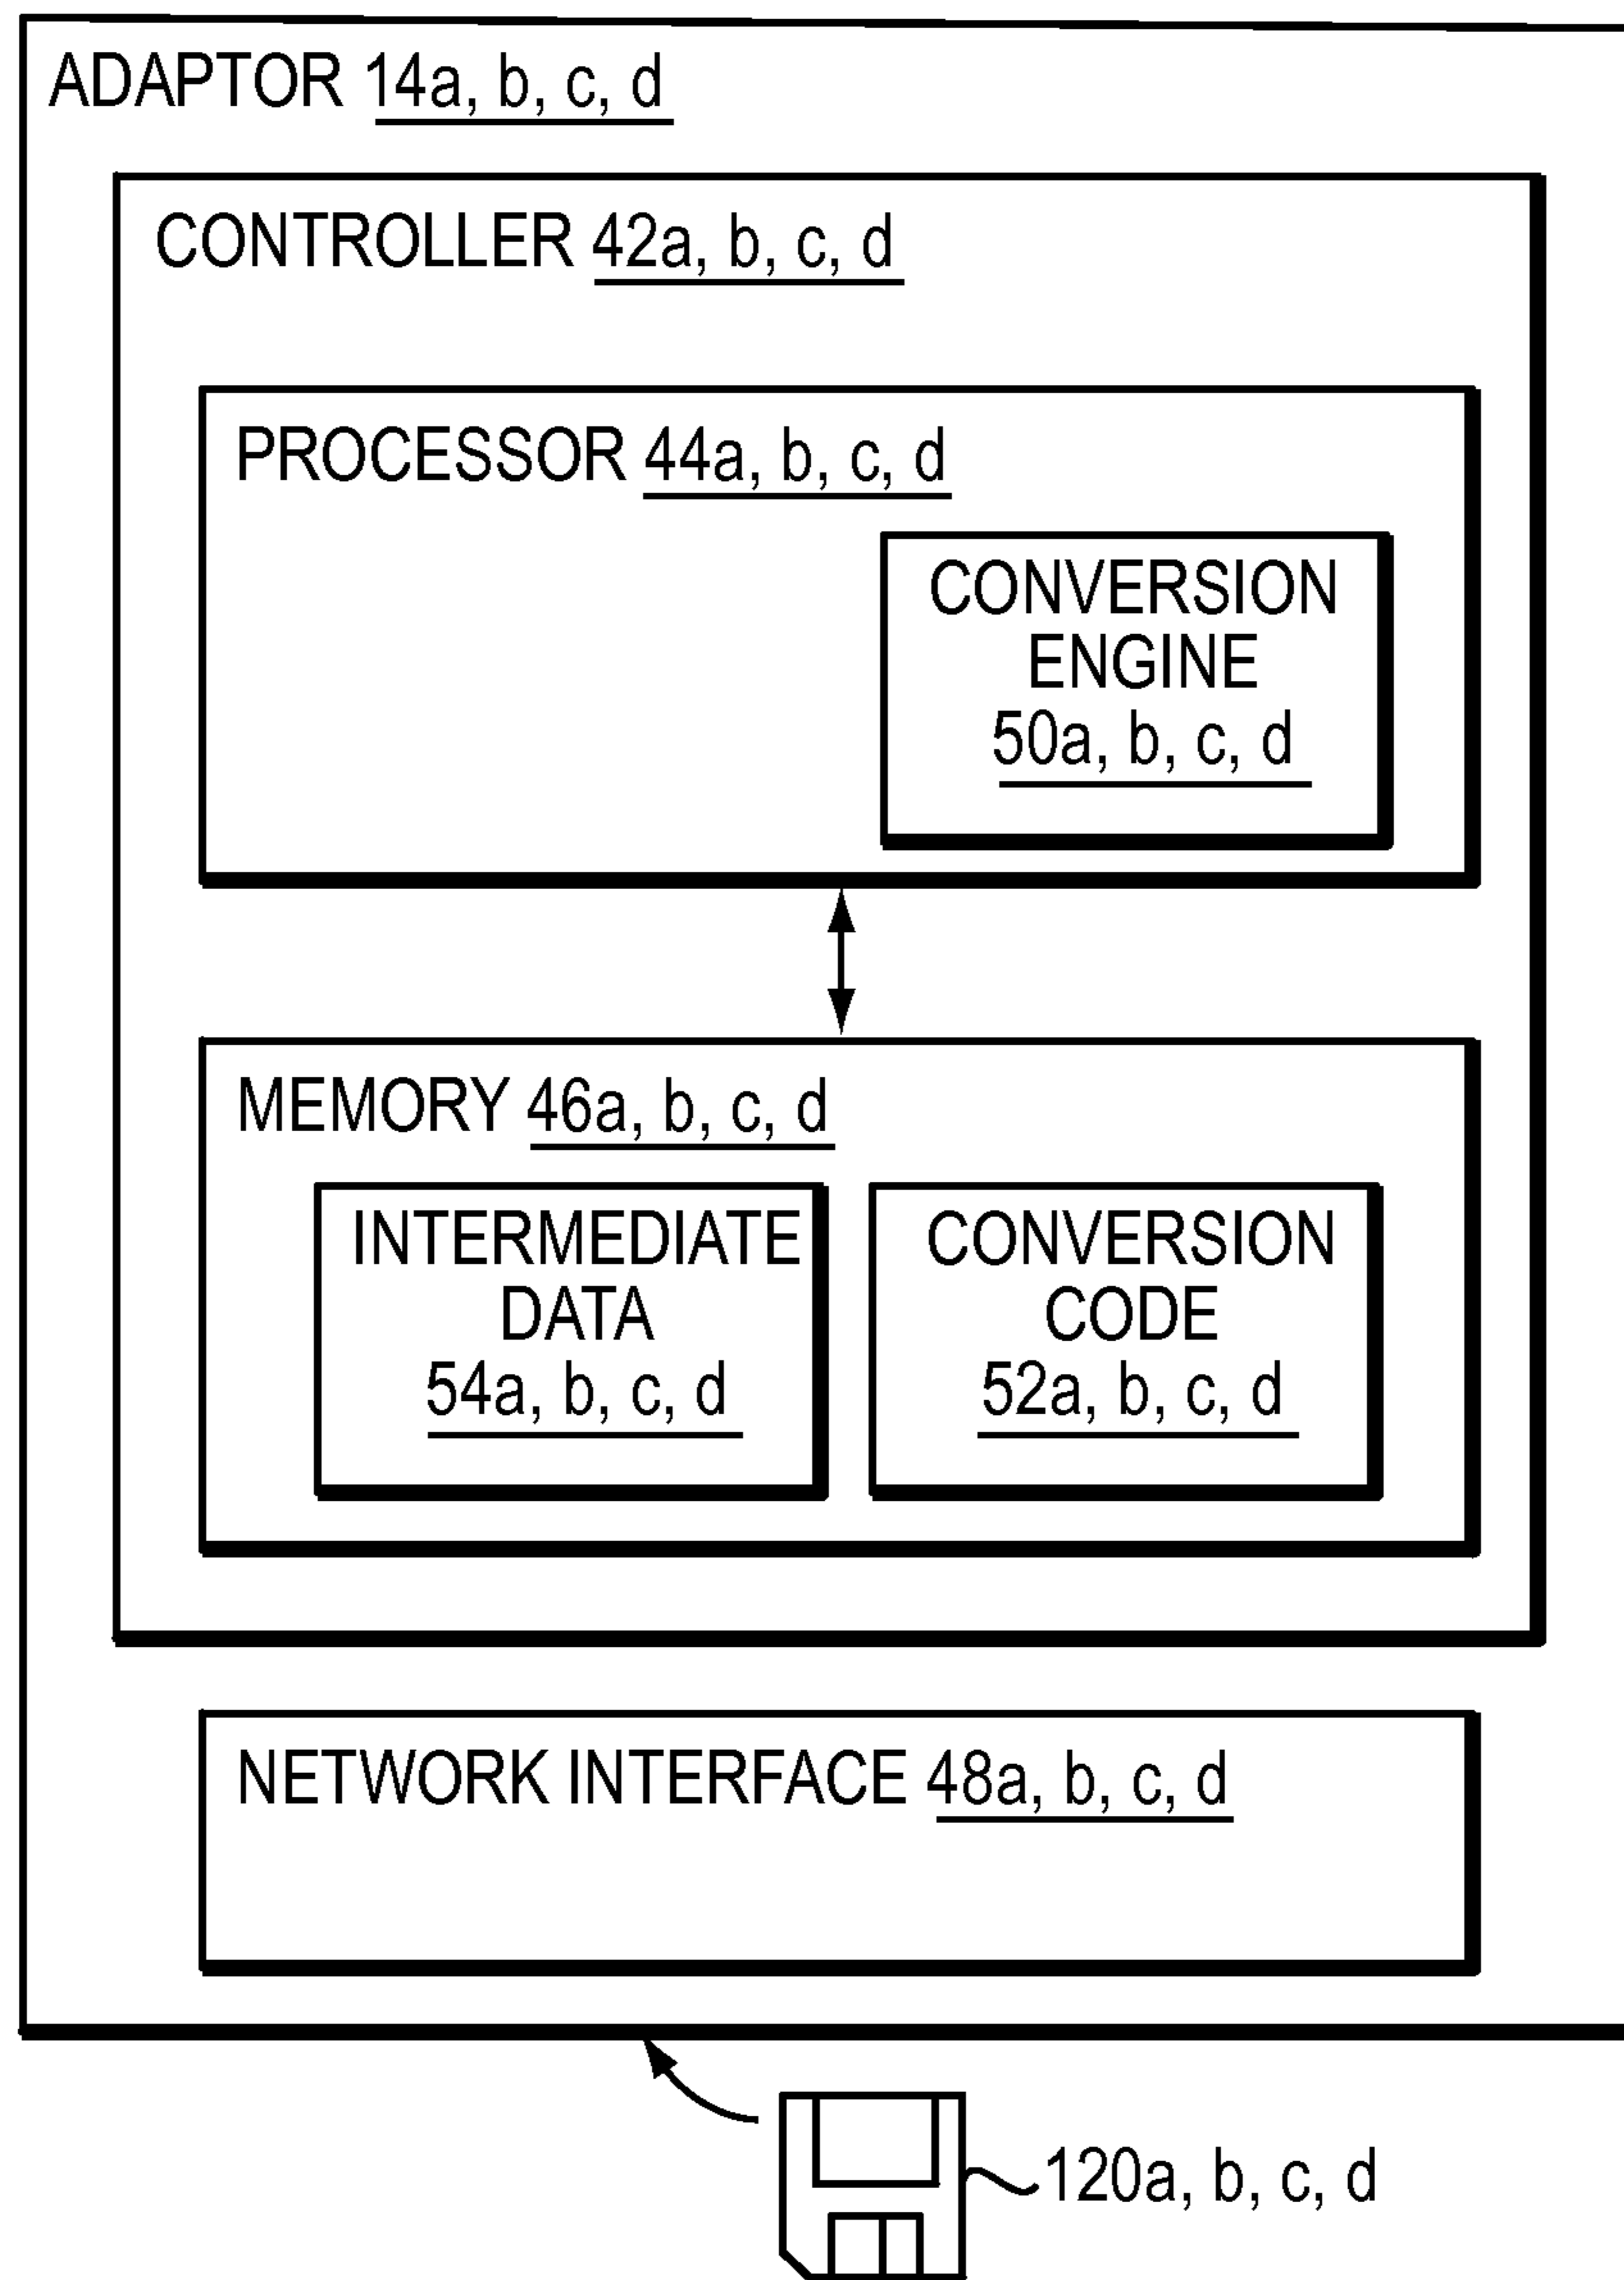 ADAPTOR 14a, b, c, d
CONTROLLER 42a, b, c, d
PROCESSOR 44a, b, c, d
CONVERSION
ENGINE
50a, b, c, d
MEMORY 46a, b, c, d
INTERMEDIATE
DATA
54a, b, c, d
CONVERSION
CODE
52a, b, c, d
NETWORK INTERFACE 48a, b, c, d
120a, b, c, d